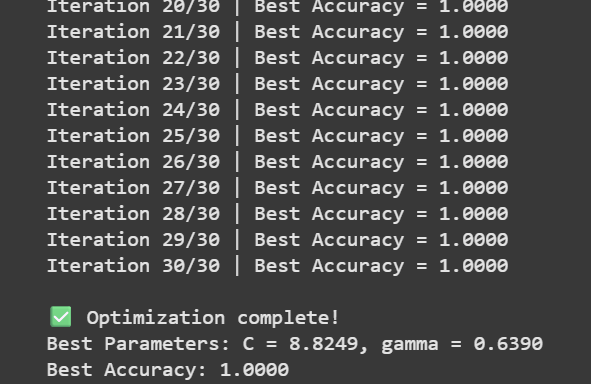 Iteration 20/30 | Best Accuracy = 1.0000
Iteration 21/30 | Best Accuracy = 1.0000
Iteration 22/30 | Best Accuracy = 1.0000
Iteration 23/30 | Best Accuracy = 1.0000
Iteration 24/30 | Best Accuracy = 1.0000
Iteration 25/30 | Best Accuracy = 1.0000
Iteration 26/30 | Best Accuracy = 1.0000
Iteration 27/30 | Best Accuracy = 1.0000
Iteration 28/30 | Best Accuracy = 1.0000
Iteration 29/30 | Best Accuracy = 1.0000
Iteration 30/30 | Best Accuracy = 1.0000
✅ Optimization complete!
Best Parameters: C = 8.8249, gamma = 0.6390
Best Accuracy: 1.0000